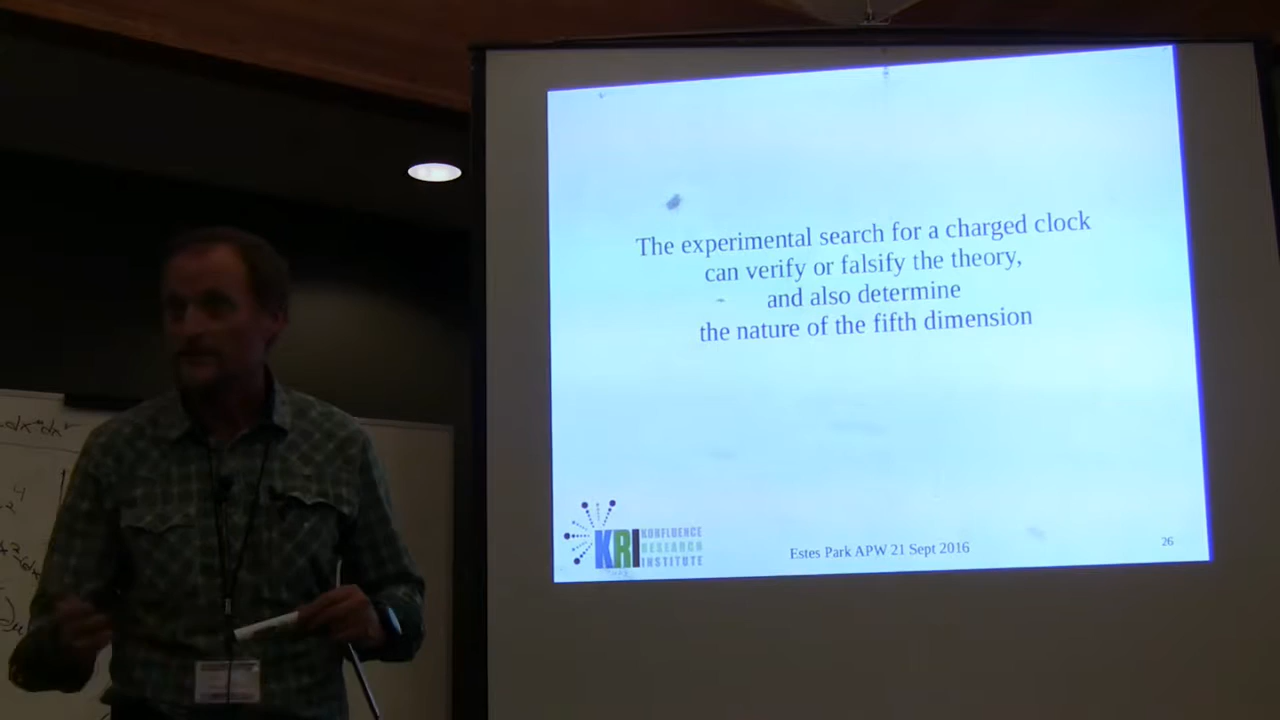 The experimental search for a charged clock
can verify or falsify the theory,
and also determine
the nature of the fifth dimension
KRI
KONFLUENCE
RESEARCH
INSTITUTE
Estes Park APW 21 Sept 2016
26